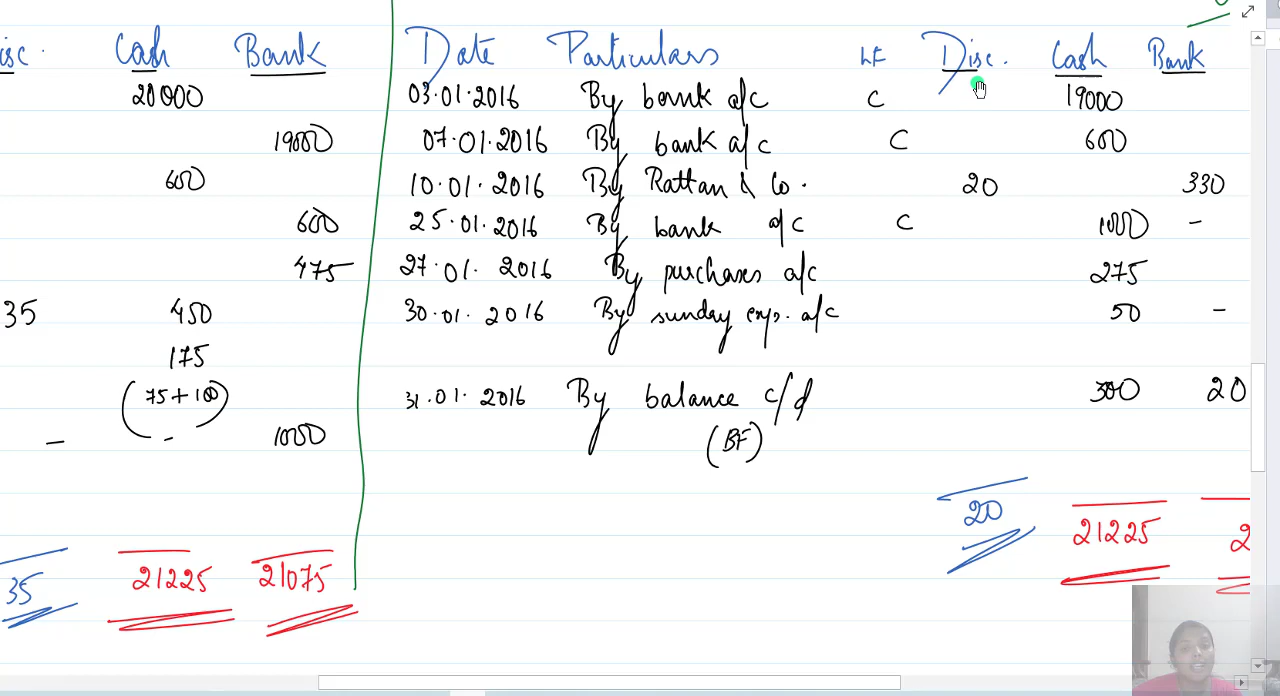 isc. Cash Bank Date Particulars LF Disc. Cash Bank
20000 03.01.2016 By bank a/c C 19000
19000 07.01.2016 By bank a/c C 600
600 10.01.2016 By Rattan & Co. 20 330
600 25.01.2016 By bank a/c C 1000 -
475 27.01.2016 By purchases a/c 275
35 450 30.01.2016 By sunday exp. a/c 50 -
175
(75+100) 31.01.2016 By balance c/d 300 20
- - 1000 (BF)
20 21225 2
35 21225 21075